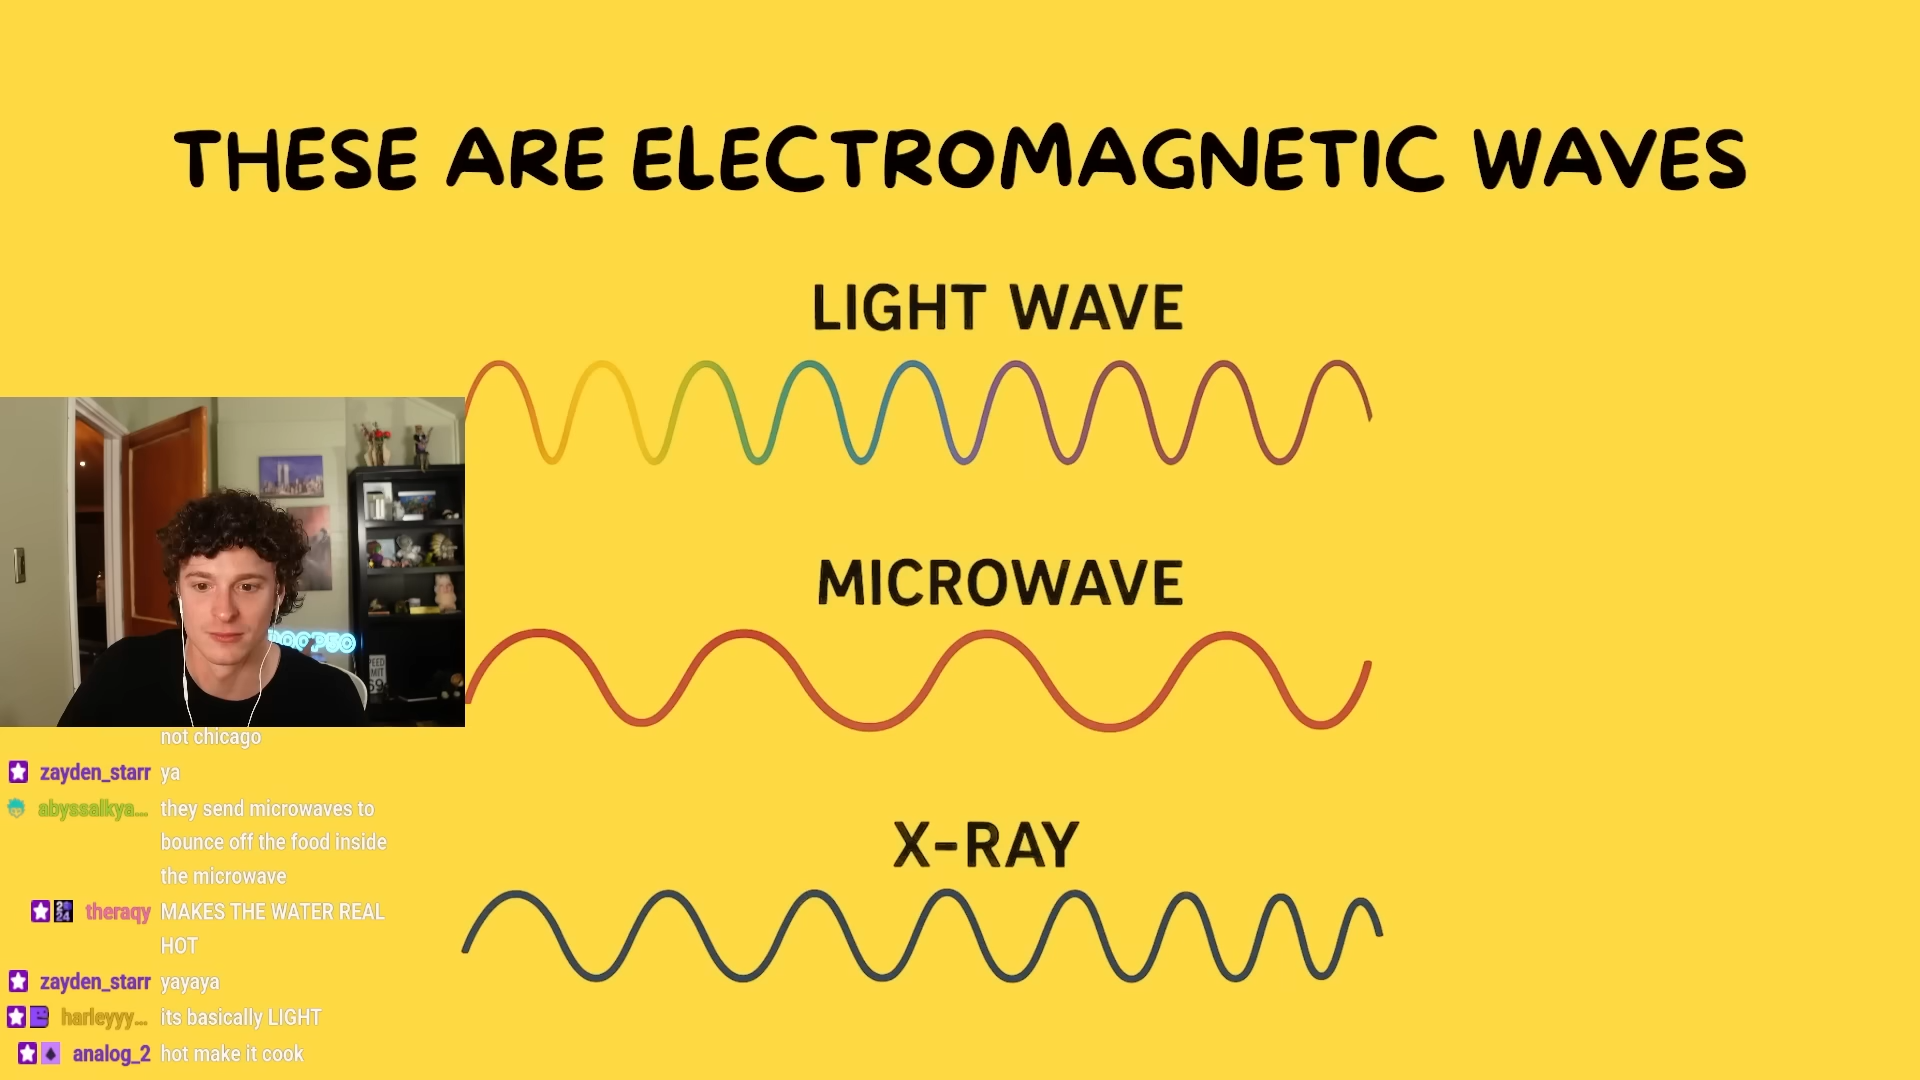 THESE ARE ELECTROMAGNETIC WAVES
LIGHT WAVE
MICROWAVE
X-RAY
not chicago
zayden_starr ya
abyssalkya... they send microwaves to
bounce off the food inside
the microwave
theraqy MAKES THE WATER REAL
HOT
zayden_starr yayaya
harleyyy... its basically LIGHT
analog_2 hot make it cook